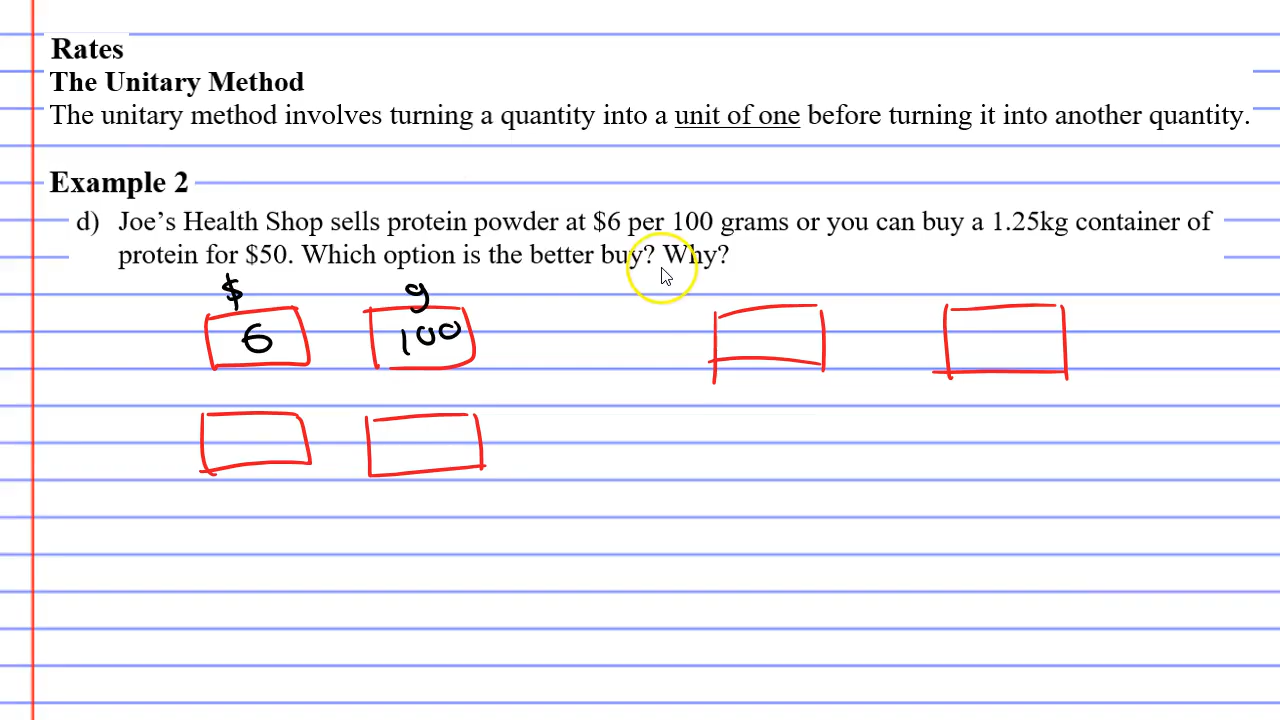 Rates
The Unitary Method
The unitary method involves turning a quantity into a unit of one before turning it into another quantity.
Example 2
d) Joe’s Health Shop sells protein powder at $6 per 100 grams or you can buy a 1.25kg container of
protein for $50. Which option is the better buy? Why?
$ g
6 100